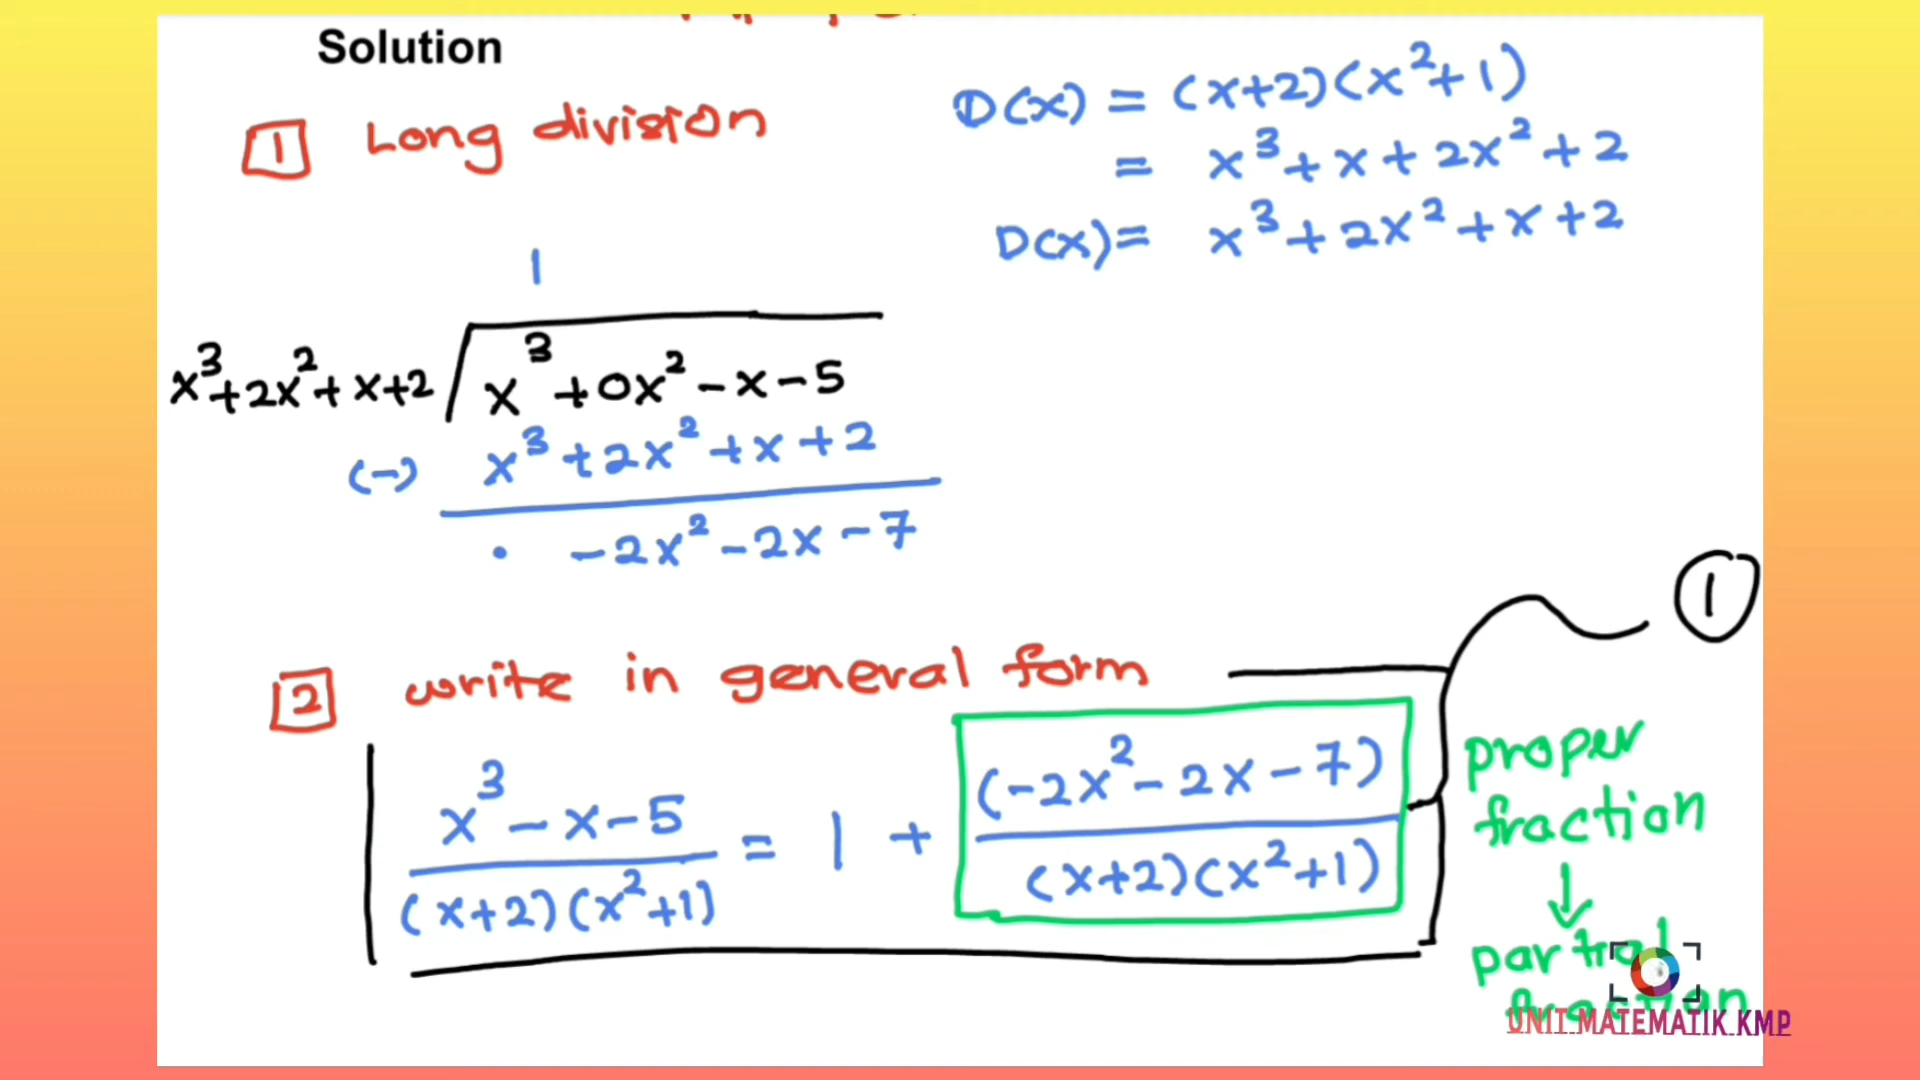 Solution
1 Long division
D(x) = (x+2)(x²+1)
= x³ + x + 2x² + 2
D(x) = x³ + 2x² + x + 2
1
x³+2x²+x+2 x³ + 0x² - x - 5
(-) x³ + 2x² + x + 2
. -2x² - 2x - 7
1
2 write in general form
x³ - x - 5 / (x+2)(x²+1) = 1 + (-2x² - 2x - 7) / (x+2)(x²+1)
proper
fraction
↓
partial
fraction
UNIT MATEMATIK KMP